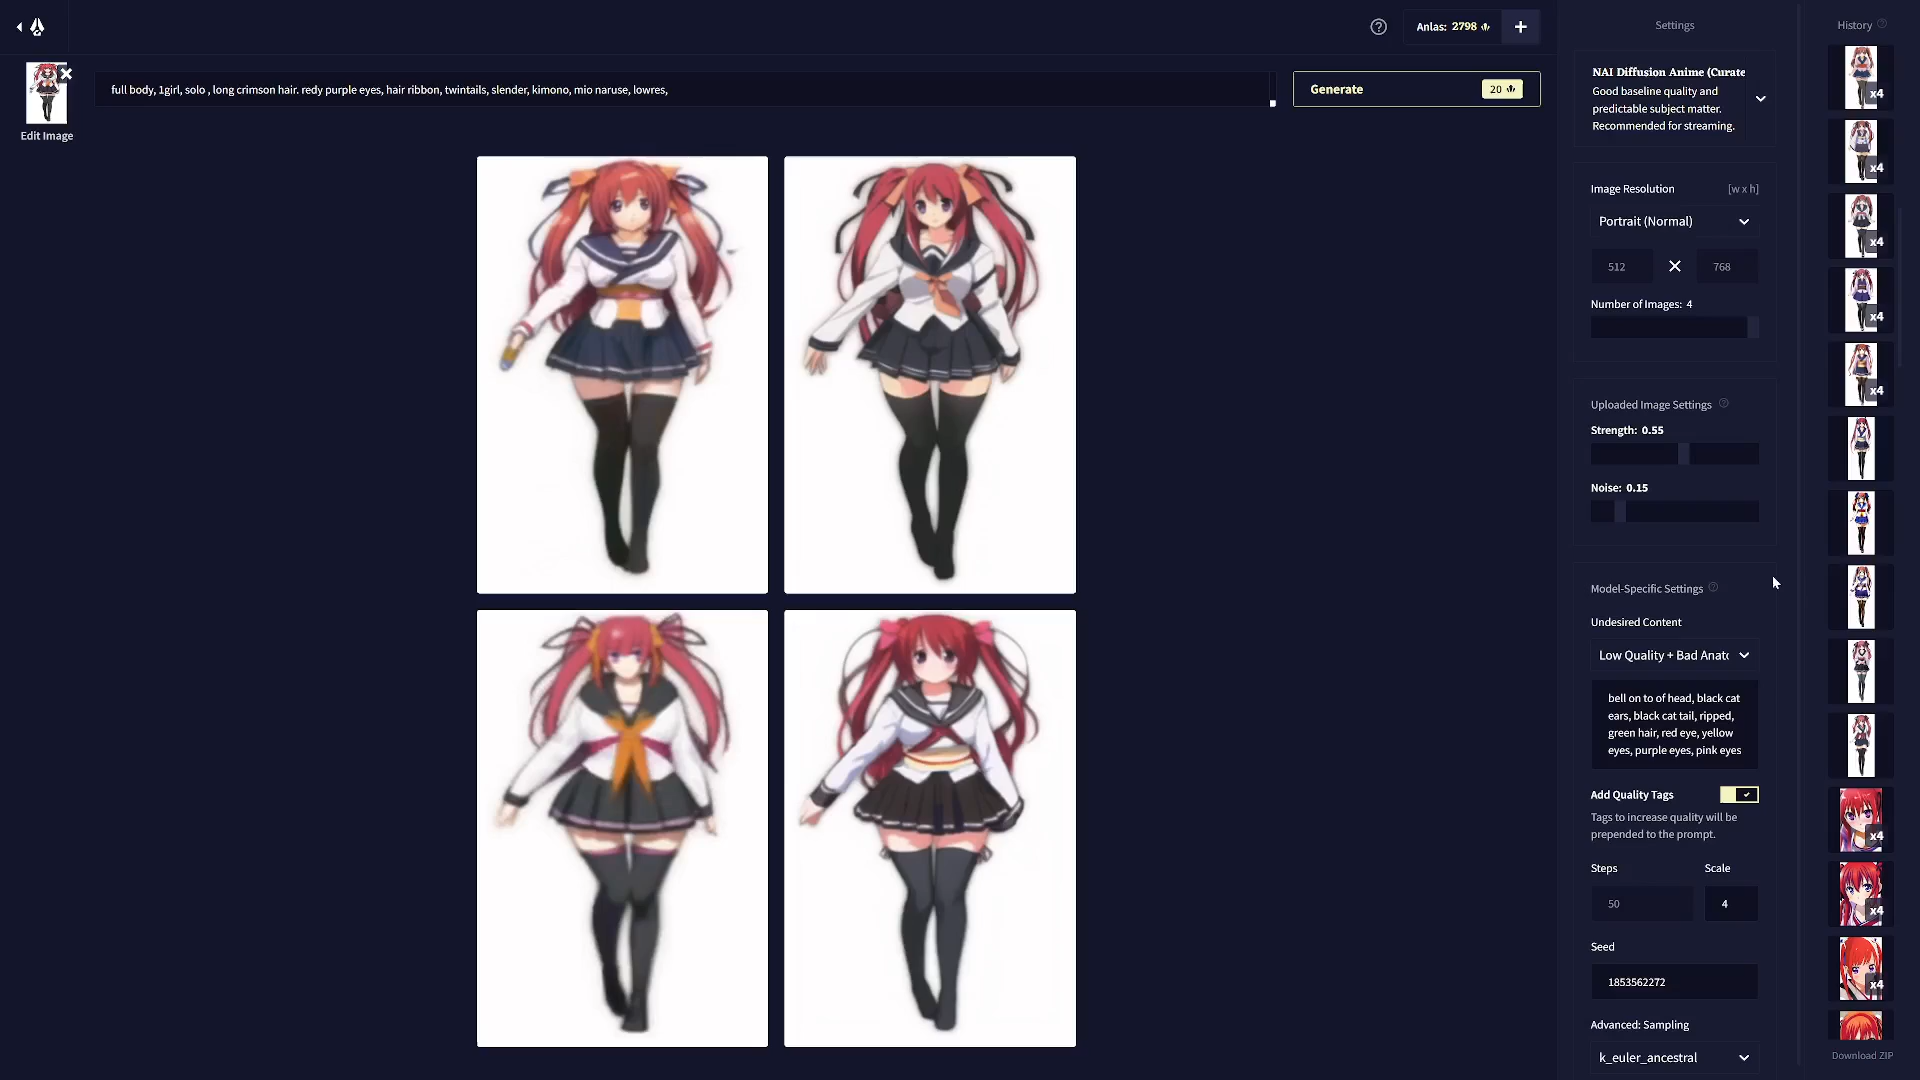 Anlas: 2798
Settings
History
Edit Image
full body, 1girl, solo , long crimson hair. redy purple eyes, hair ribbon, twintails, slender, kimono, mio naruse, lowres,
Generate
20
NAI Diffusion Anime (Curate
Good baseline quality and
predictable subject matter.
Recommended for streaming.
Image Resolution
[w x h]
Portrait (Normal)
512
768
Number of Images: 4
Uploaded Image Settings
Strength: 0.55
Noise: 0.15
Model-Specific Settings
Undesired Content
Low Quality + Bad Anato
bell on to of head, black cat
ears, black cat tail, ripped,
green hair, red eye, yellow
eyes, purple eyes, pink eyes
Add Quality Tags
Tags to increase quality will be
prepended to the prompt.
Steps
Scale
50
4
Seed
1853562272
Advanced: Sampling
k_euler_ancestral
x4
x4
x4
x4
x4
x4
x4
x4
Download ZIP